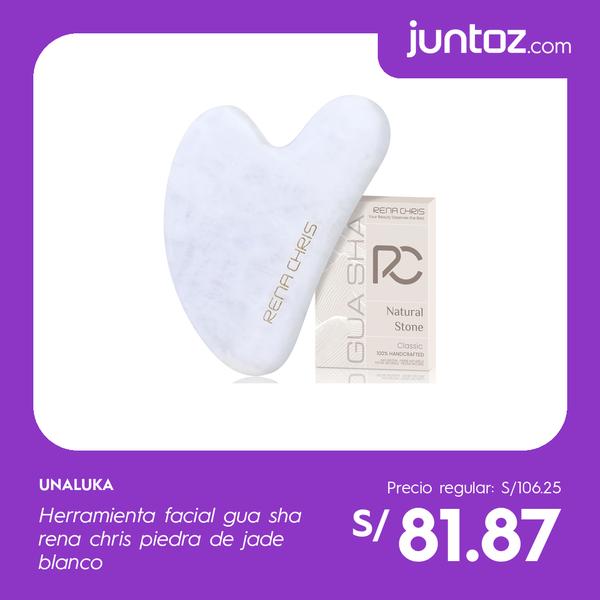 juntoz.com
RENA CHRIS
RENA CHRIS
Your Beauty Deserves the Best
GUA SHA
RC
Natural
Stone
Classic
100% HANDCRAFTED
UNALUKA
Herramienta facial gua sha
rena chris piedra de jade
blanco
Precio regular: S/106.25
S/81.87